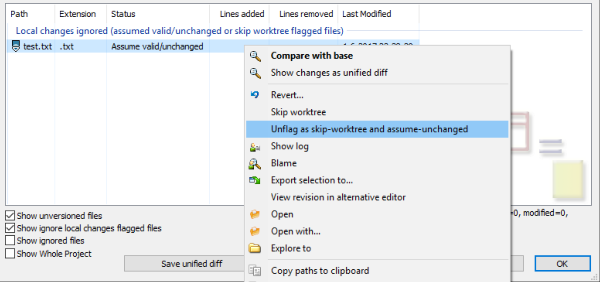 Path Extension Status Lines added Lines removed Last Modified
Local changes ignored (assumed valid/unchanged or skip worktree flagged files)
test.txt .txt Assume valid/unchanged
Compare with base
Show changes as unified diff
Revert...
Skip worktree
Unflag as skip-worktree and assume-unchanged
Show log
Blame
Export selection to...
View revision in alternative editor
Open
Open with...
Explore to
Copy paths to clipboard
Show unversioned files
=0, modified=0,
Show ignore local changes flagged files
Show ignored files
Show Whole Project
Save unified diff
OK